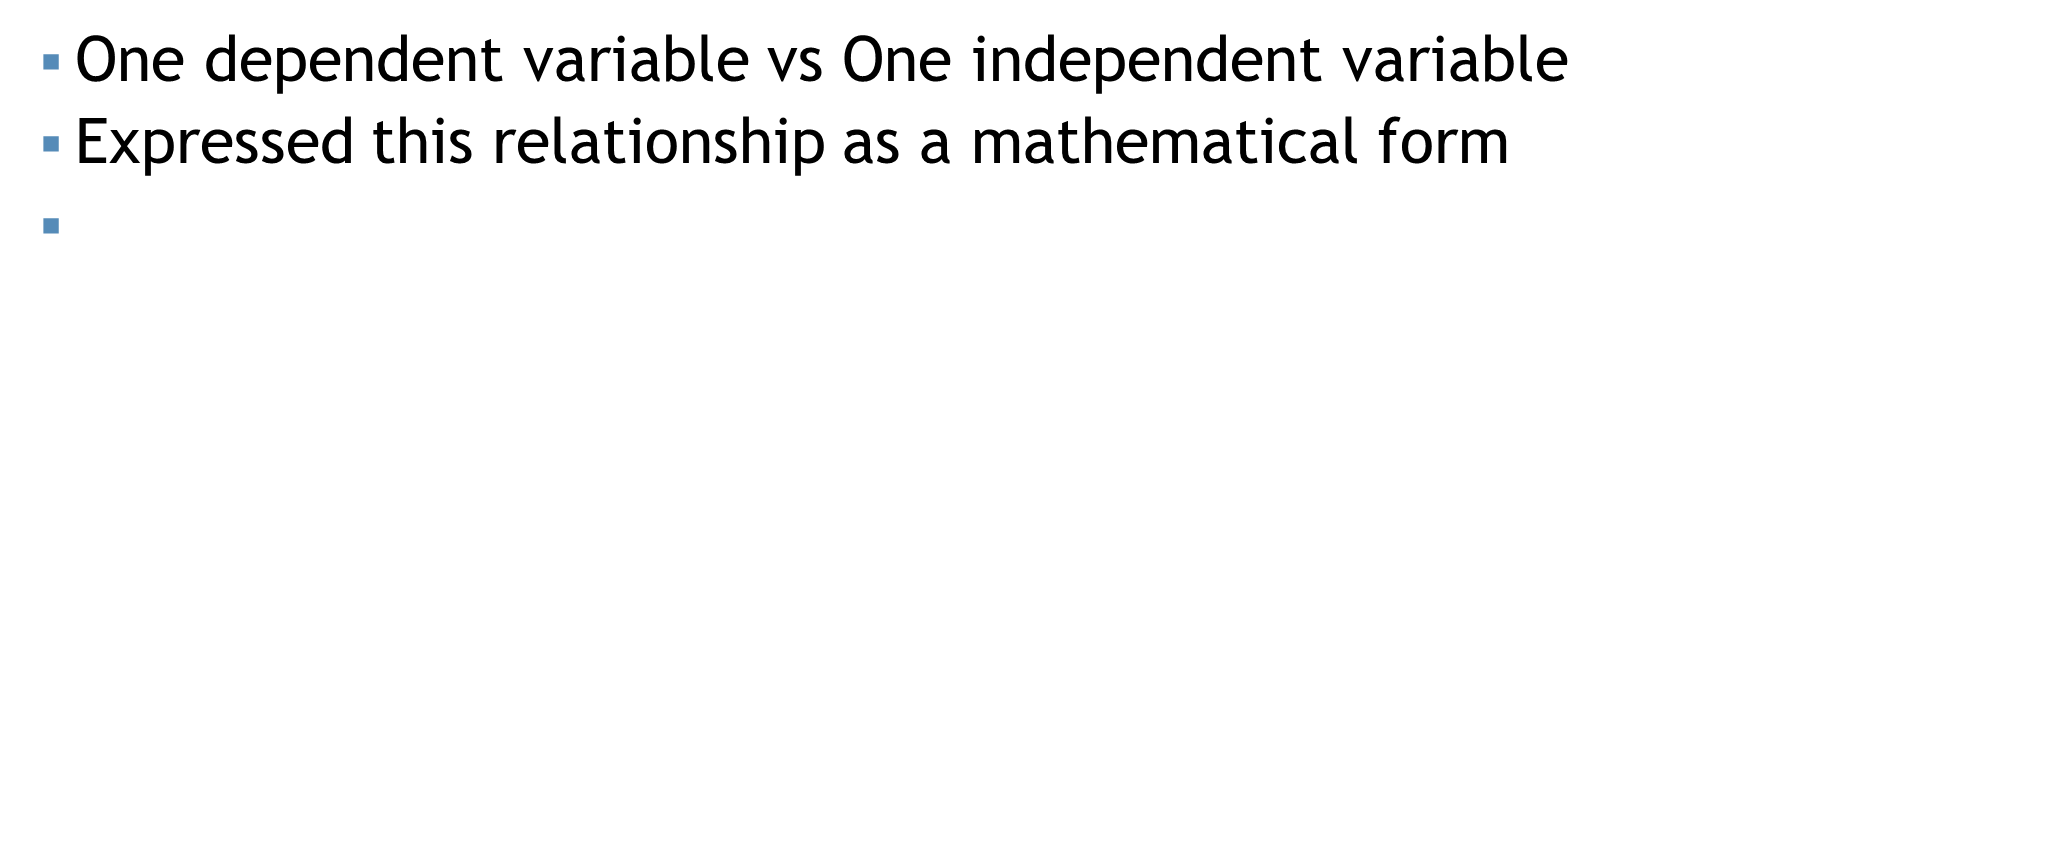 ▪ One dependent variable vs One independent variable
▪ Expressed this relationship as a mathematical form
▪